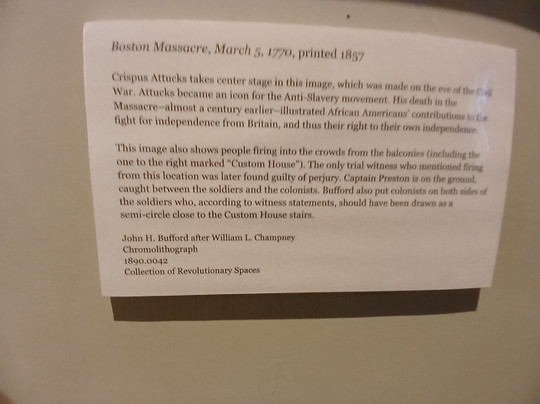 Boston Massacre, March 5, 1770, printed 1857
Crispus Attucks takes center stage in this image, which was made on the eve of the Civil
War. Attucks became an icon for the Anti-Slavery movement. His death in the
Massacre—almost a century earlier—illustrated African Americans' contributions to the
fight for independence from Britain, and thus their right to their own independence.
This image also shows people firing into the crowds from the balconies (including the
one to the right marked "Custom House"). The only trial witness who mentioned firing
from this location was later found guilty of perjury. Captain Preston is on the ground,
caught between the soldiers and the colonists. Bufford also put colonists on both sides of
the soldiers who, according to witness statements, should have been drawn as a
semi-circle close to the Custom House stairs.
John H. Bufford after William L. Champney
Chromolithograph
1890.0042
Collection of Revolutionary Spaces